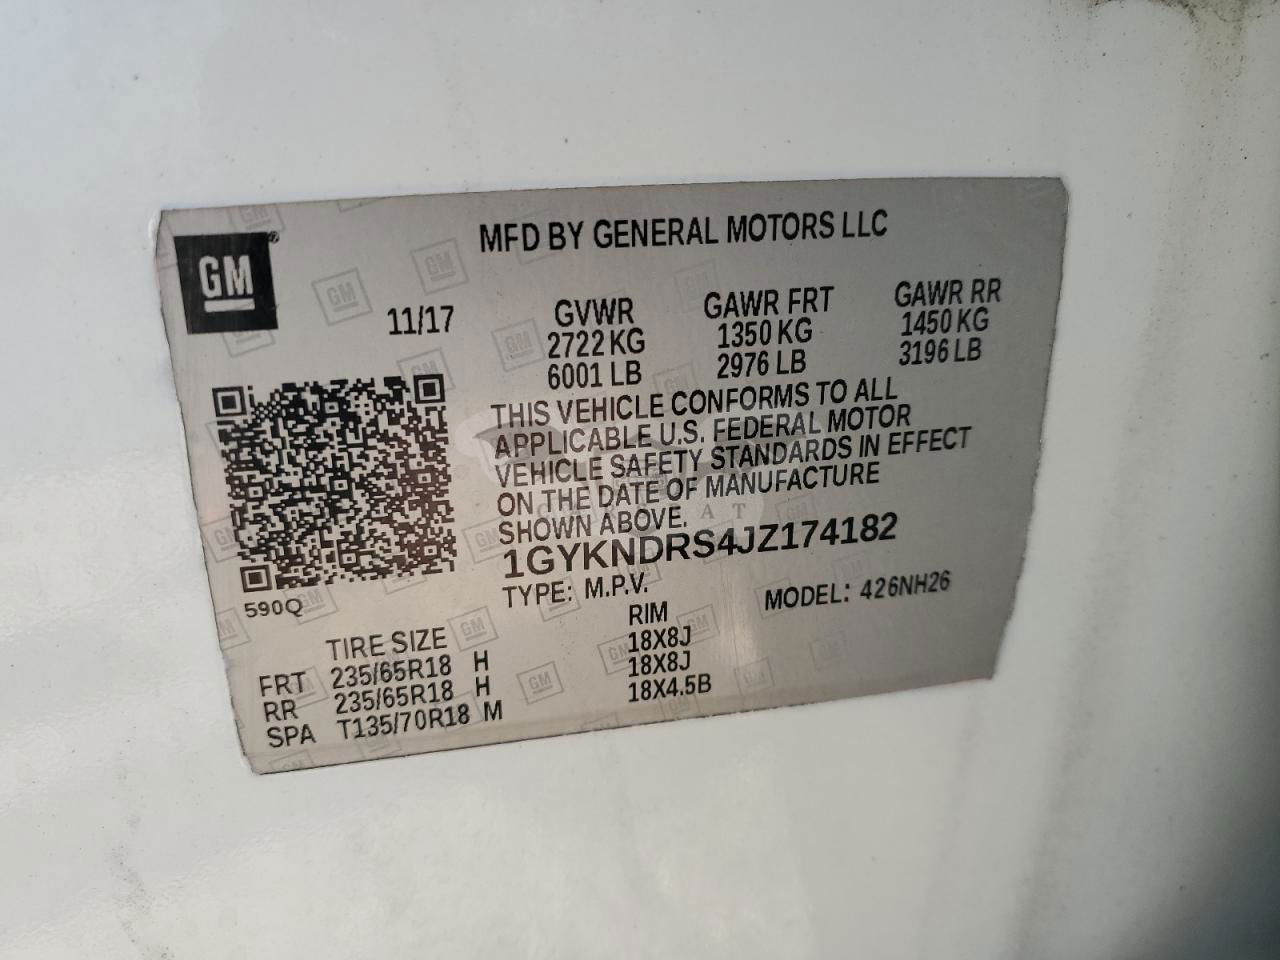 GM
MFD BY GENERAL MOTORS LLC
11/17
GVWR GAWR FRT GAWR RR
2722 KG 1350 KG 1450 KG
6001 LB 2976 LB 3196 LB
THIS VEHICLE CONFORMS TO ALL
APPLICABLE U.S. FEDERAL MOTOR
VEHICLE SAFETY STANDARDS IN EFFECT
ON THE DATE OF MANUFACTURE
SHOWN ABOVE.
1GYKNDRS4JZ174182
TYPE: M.P.V. MODEL: 426NH26
590Q
TIRE SIZE RIM
FRT 235/65R18 H 18X8J
RR 235/65R18 H 18X8J
SPA T135/70R18 M 18X4.5B